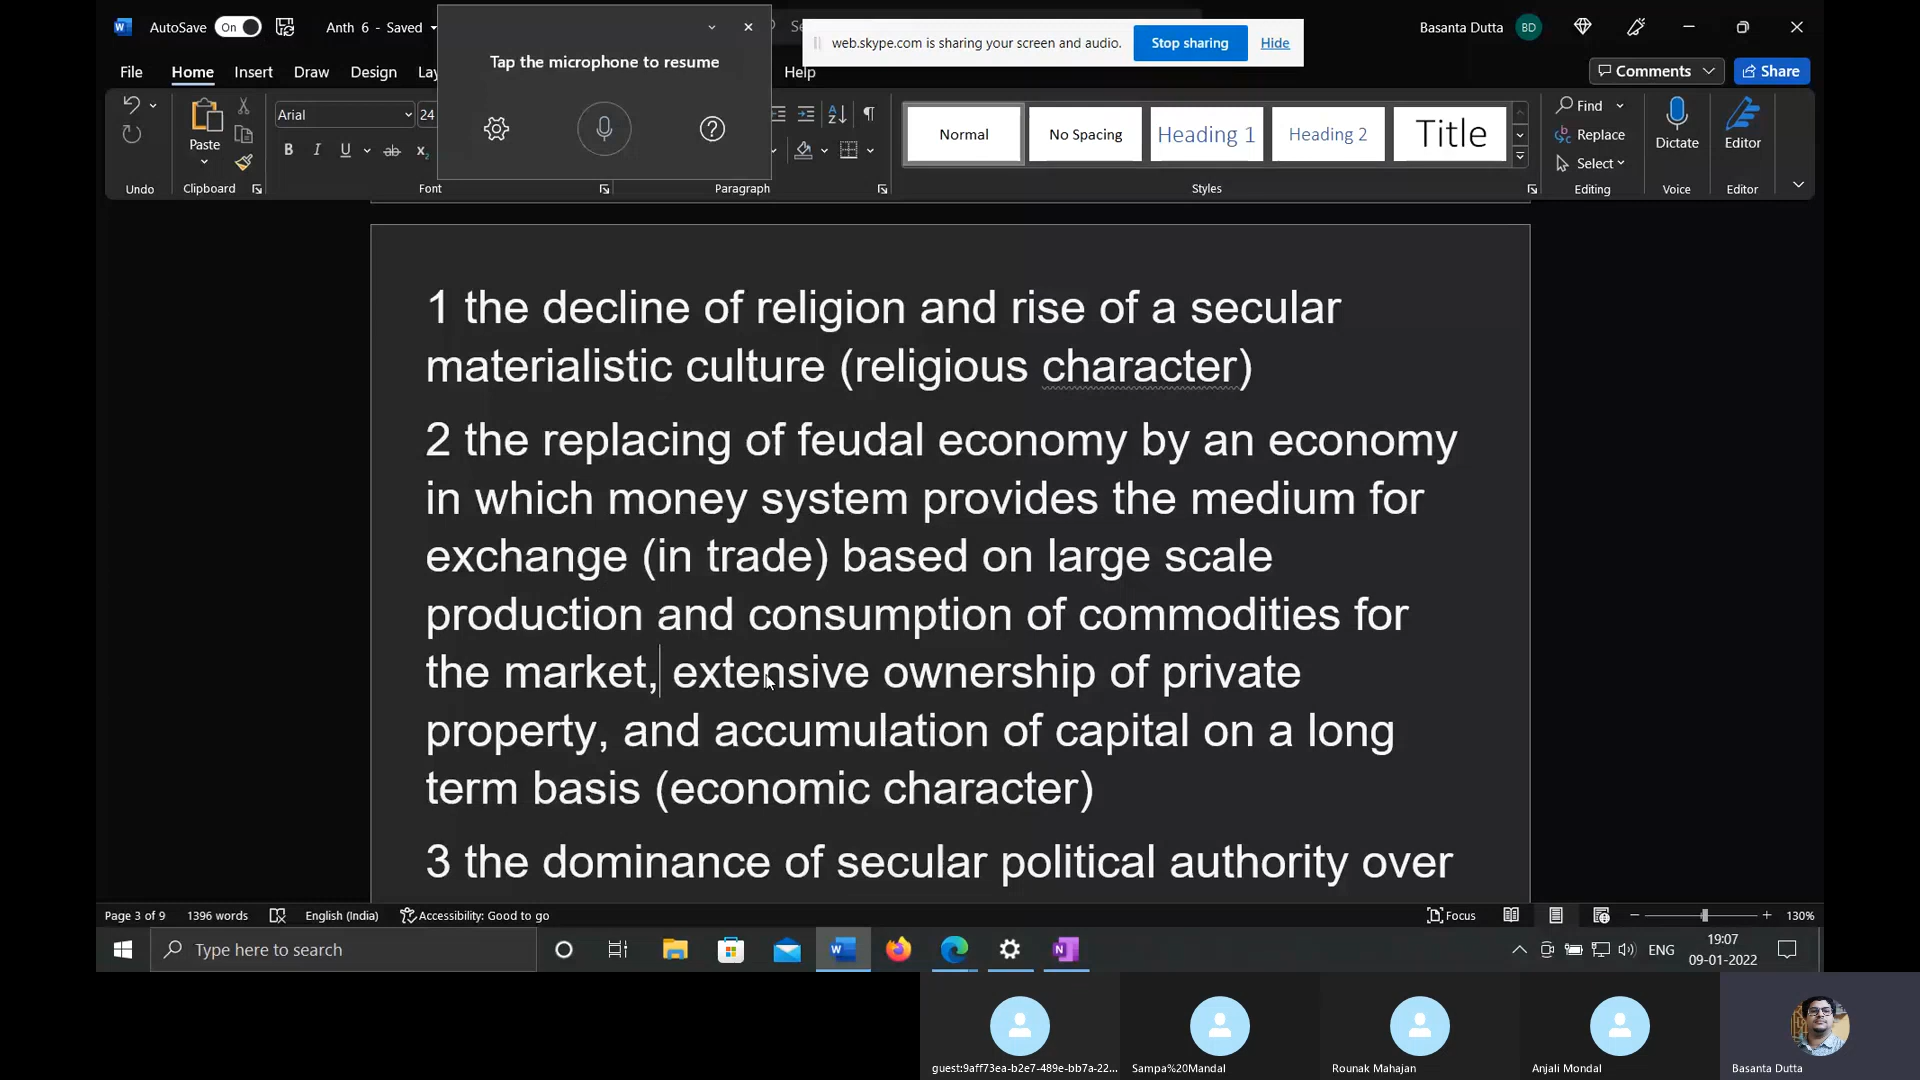 AutoSave On Anth 6 - Saved
web.skype.com is sharing your screen and audio. Stop sharing Hide
Basanta Dutta BD
Tap the microphone to resume
File Home Insert Draw Design Help
Comments Share
Paste
Arial 24
B I U ab x₂
Normal No Spacing Heading 1 Heading 2 Title
Find
Replace
Select
Dictate Editor
Undo Clipboard Font Paragraph Styles Editing Voice Editor
1 the decline of religion and rise of a secular
materialistic culture (religious character)
2 the replacing of feudal economy by an economy
in which money system provides the medium for
exchange (in trade) based on large scale
production and consumption of commodities for
the market, extensive ownership of private
property, and accumulation of capital on a long
term basis (economic character)
3 the dominance of secular political authority over
Page 3 of 9 1396 words English (India) Accessibility: Good to go Focus 130%
Type here to search
ENG 19:07
09-01-2022
guest:9aff73ea-b2e7-489e-bb7a-22... Sampa%20Mandal Rounak Mahajan Anjali Mondal Basanta Dutta